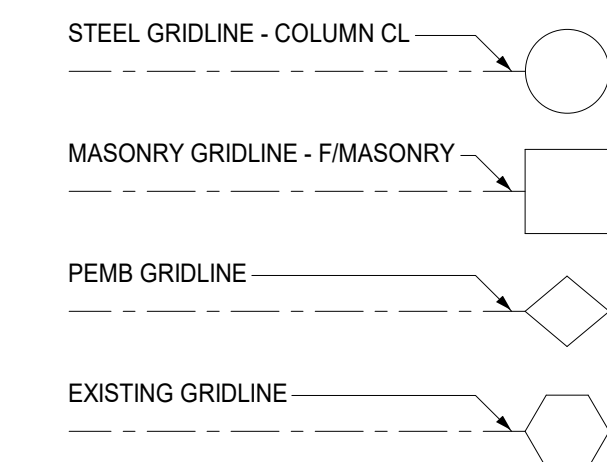 STEEL GRIDLINE - COLUMN CL
MASONRY GRIDLINE - F/MASONRY
PEMB GRIDLINE
EXISTING GRIDLINE